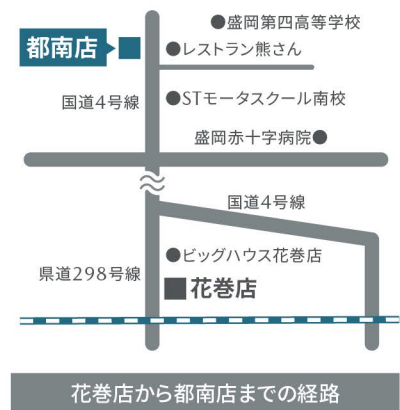 ●盛岡第四高等学校
都南店
●レストラン熊さん
国道4号線
●STモータスクール南校
盛岡赤十字病院●
国道4号線
●ビッグハウス花巻店
県道298号線
■花巻店
花巻店から都南店までの経路